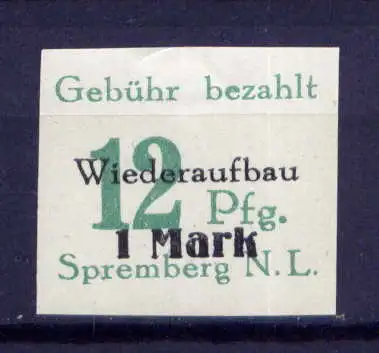 Gebühr bezahlt
Wiederaufbau
12 Pfg.
1 Mark
Spremberg N.L.